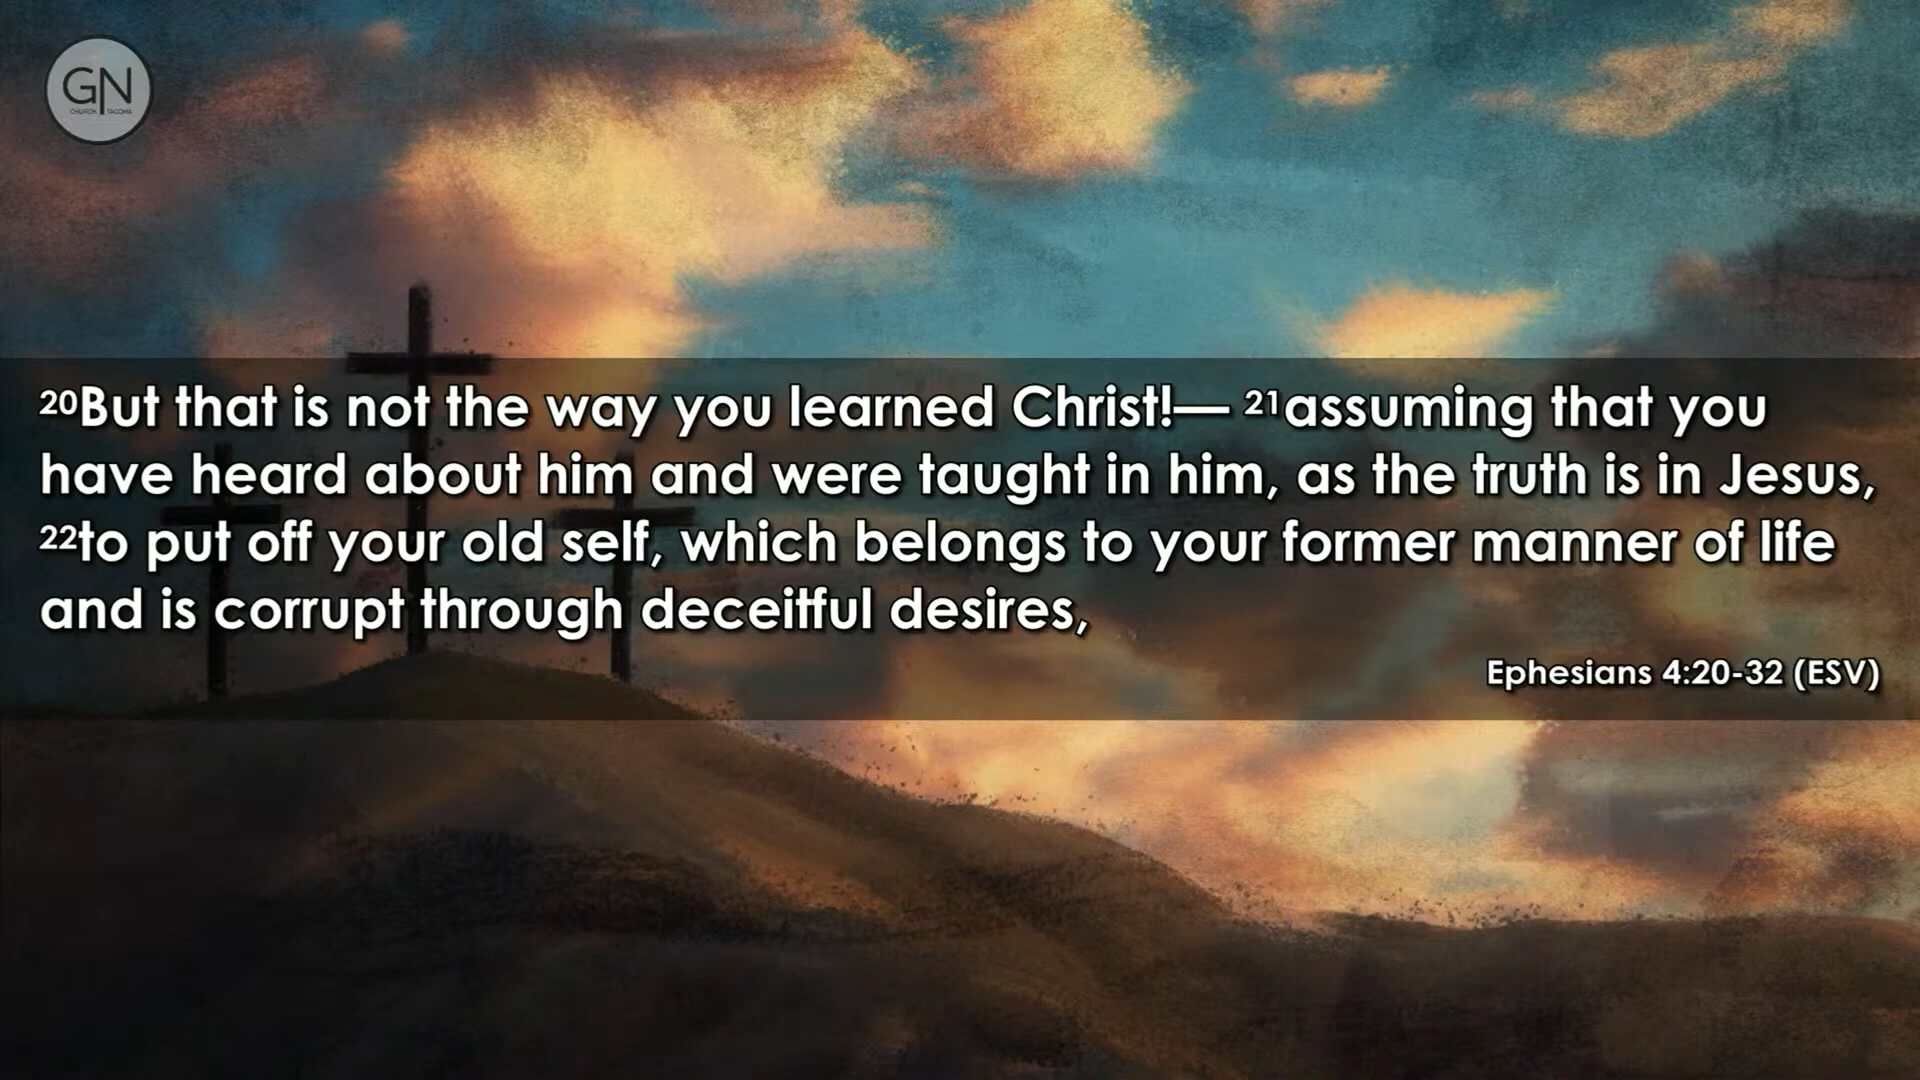 GN
CHURCH TACOMA
20But that is not the way you learned Christ!— 21assuming that you
have heard about him and were taught in him, as the truth is in Jesus,
22to put off your old self, which belongs to your former manner of life
and is corrupt through deceitful desires,
Ephesians 4:20-32 (ESV)